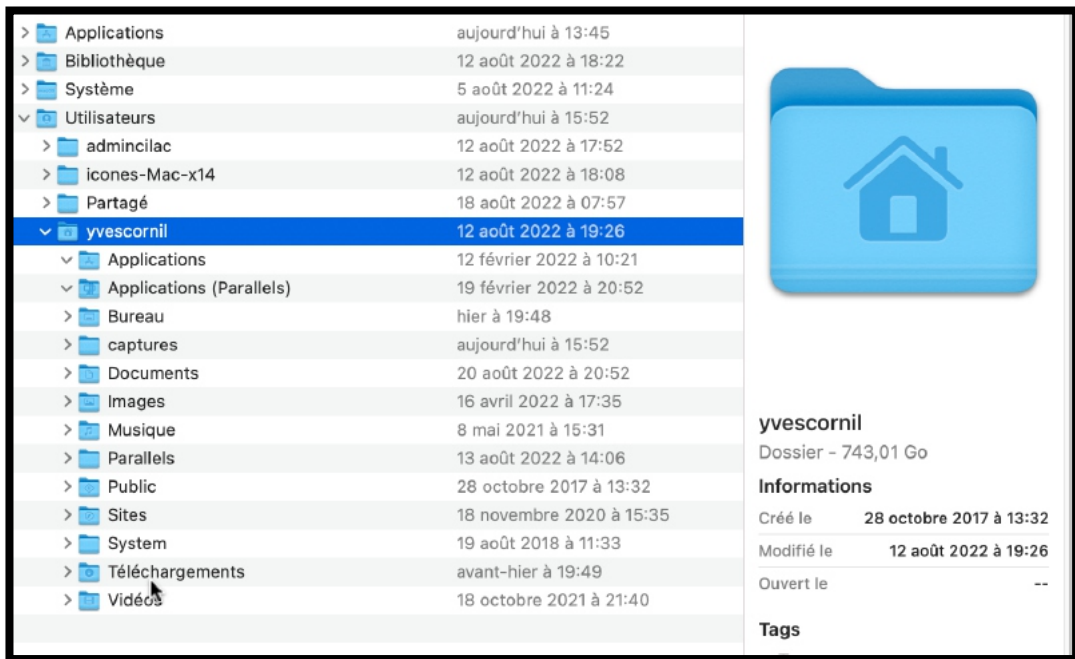 Applications aujourd'hui à 13:45
Bibliothèque 12 août 2022 à 18:22
Système 5 août 2022 à 11:24
Utilisateurs aujourd'hui à 15:52
admincilac 12 août 2022 à 17:52
icones-Mac-x14 12 août 2022 à 18:08
Partagé 18 août 2022 à 07:57
yvescornil 12 août 2022 à 19:26
Applications 12 février 2022 à 10:21
Applications (Parallels) 19 février 2022 à 20:52
Bureau hier à 19:48
captures aujourd'hui à 15:52
Documents 20 août 2022 à 20:52
Images 16 avril 2022 à 17:35
Musique 8 mai 2021 à 15:31
Parallels 13 août 2022 à 14:06
Public 28 octobre 2017 à 13:32
Sites 18 novembre 2020 à 15:35
System 19 août 2018 à 11:33
Téléchargements avant-hier à 19:49
Vidéos 18 octobre 2021 à 21:40
yvescornil
Dossier - 743,01 Go
Informations
Créé le 28 octobre 2017 à 13:32
Modifié le 12 août 2022 à 19:26
Ouvert le --
Tags